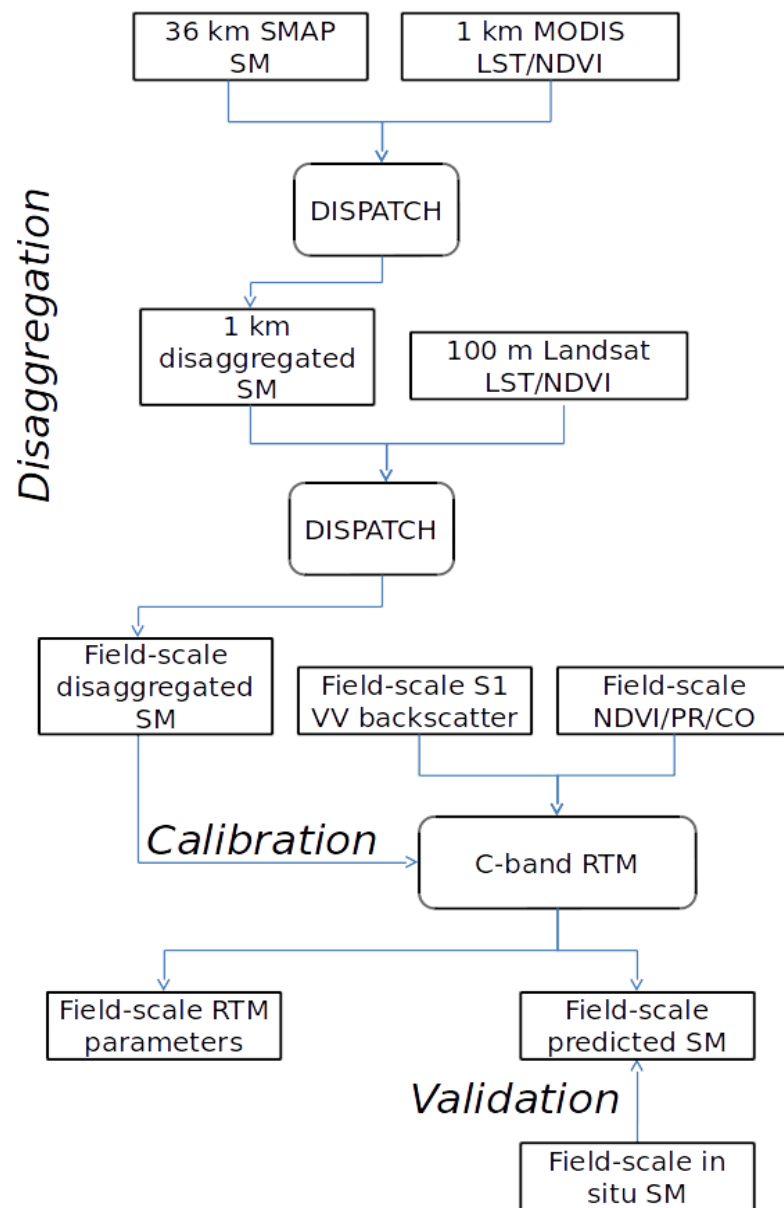 36 km SMAP
SM
1 km MODIS
LST/NDVI
Disaggregation
DISPATCH
1 km
disaggregated
SM
100 m Landsat
LST/NDVI
DISPATCH
Field-scale
disaggregated
SM
Field-scale S1
VV backscatter
Field-scale
NDVI/PR/CO
Calibration
C-band RTM
Field-scale RTM
parameters
Field-scale
predicted SM
Validation
Field-scale in
situ SM